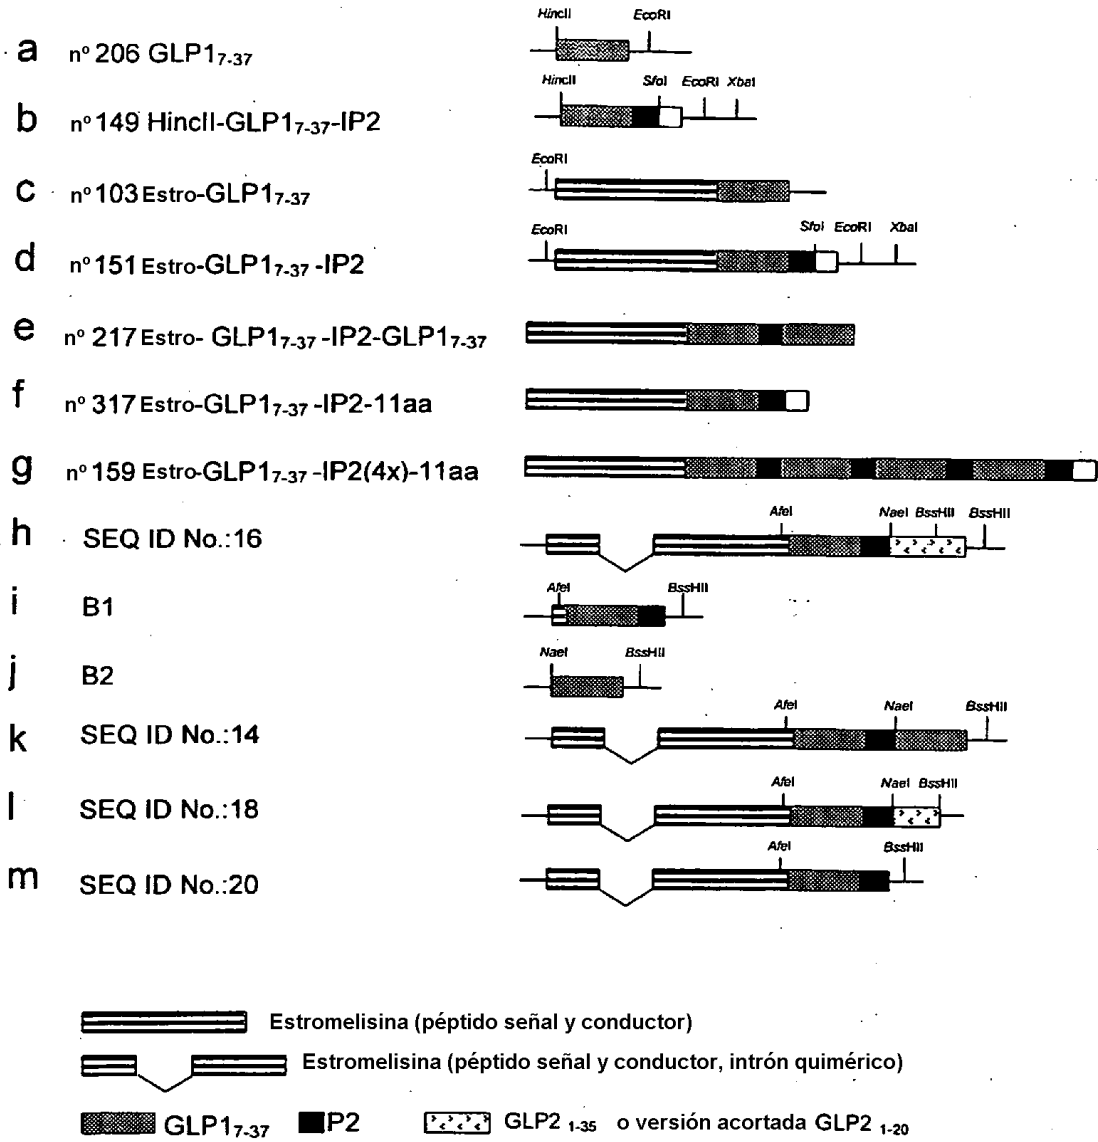 HincII EcoRI
a nº 206 GLP1₇₋₃₇
HincII SfoI EcoRI XbaI
b nº 149 HincII-GLP1₇₋₃₇-IP2
EcoRI
c nº 103 Estro-GLP1₇₋₃₇
EcoRI SfoI EcoRI XbaI
d nº 151 Estro-GLP1₇₋₃₇ -IP2
e nº 217 Estro- GLP1₇₋₃₇ -IP2-GLP1₇₋₃₇
f nº 317 Estro-GLP1₇₋₃₇ -IP2-11aa
g nº 159 Estro-GLP1₇₋₃₇ -IP2(4x)-11aa
AfeI NaeI BssHII BssHII
h SEQ ID No.:16
AfeI BssHII
i B1
NaeI BssHII
j B2
AfeI NaeI BssHII
k SEQ ID No.:14
AfeI NaeI BssHII
l SEQ ID No.:18
AfeI BssHII
m SEQ ID No.:20
Estromelisina (péptido señal y conductor)
Estromelisina (péptido señal y conductor, intrón quimérico)
GLP1₇₋₃₇ P2 GLP2 ₁₋₃₅ o versión acortada GLP2 ₁₋₂₀